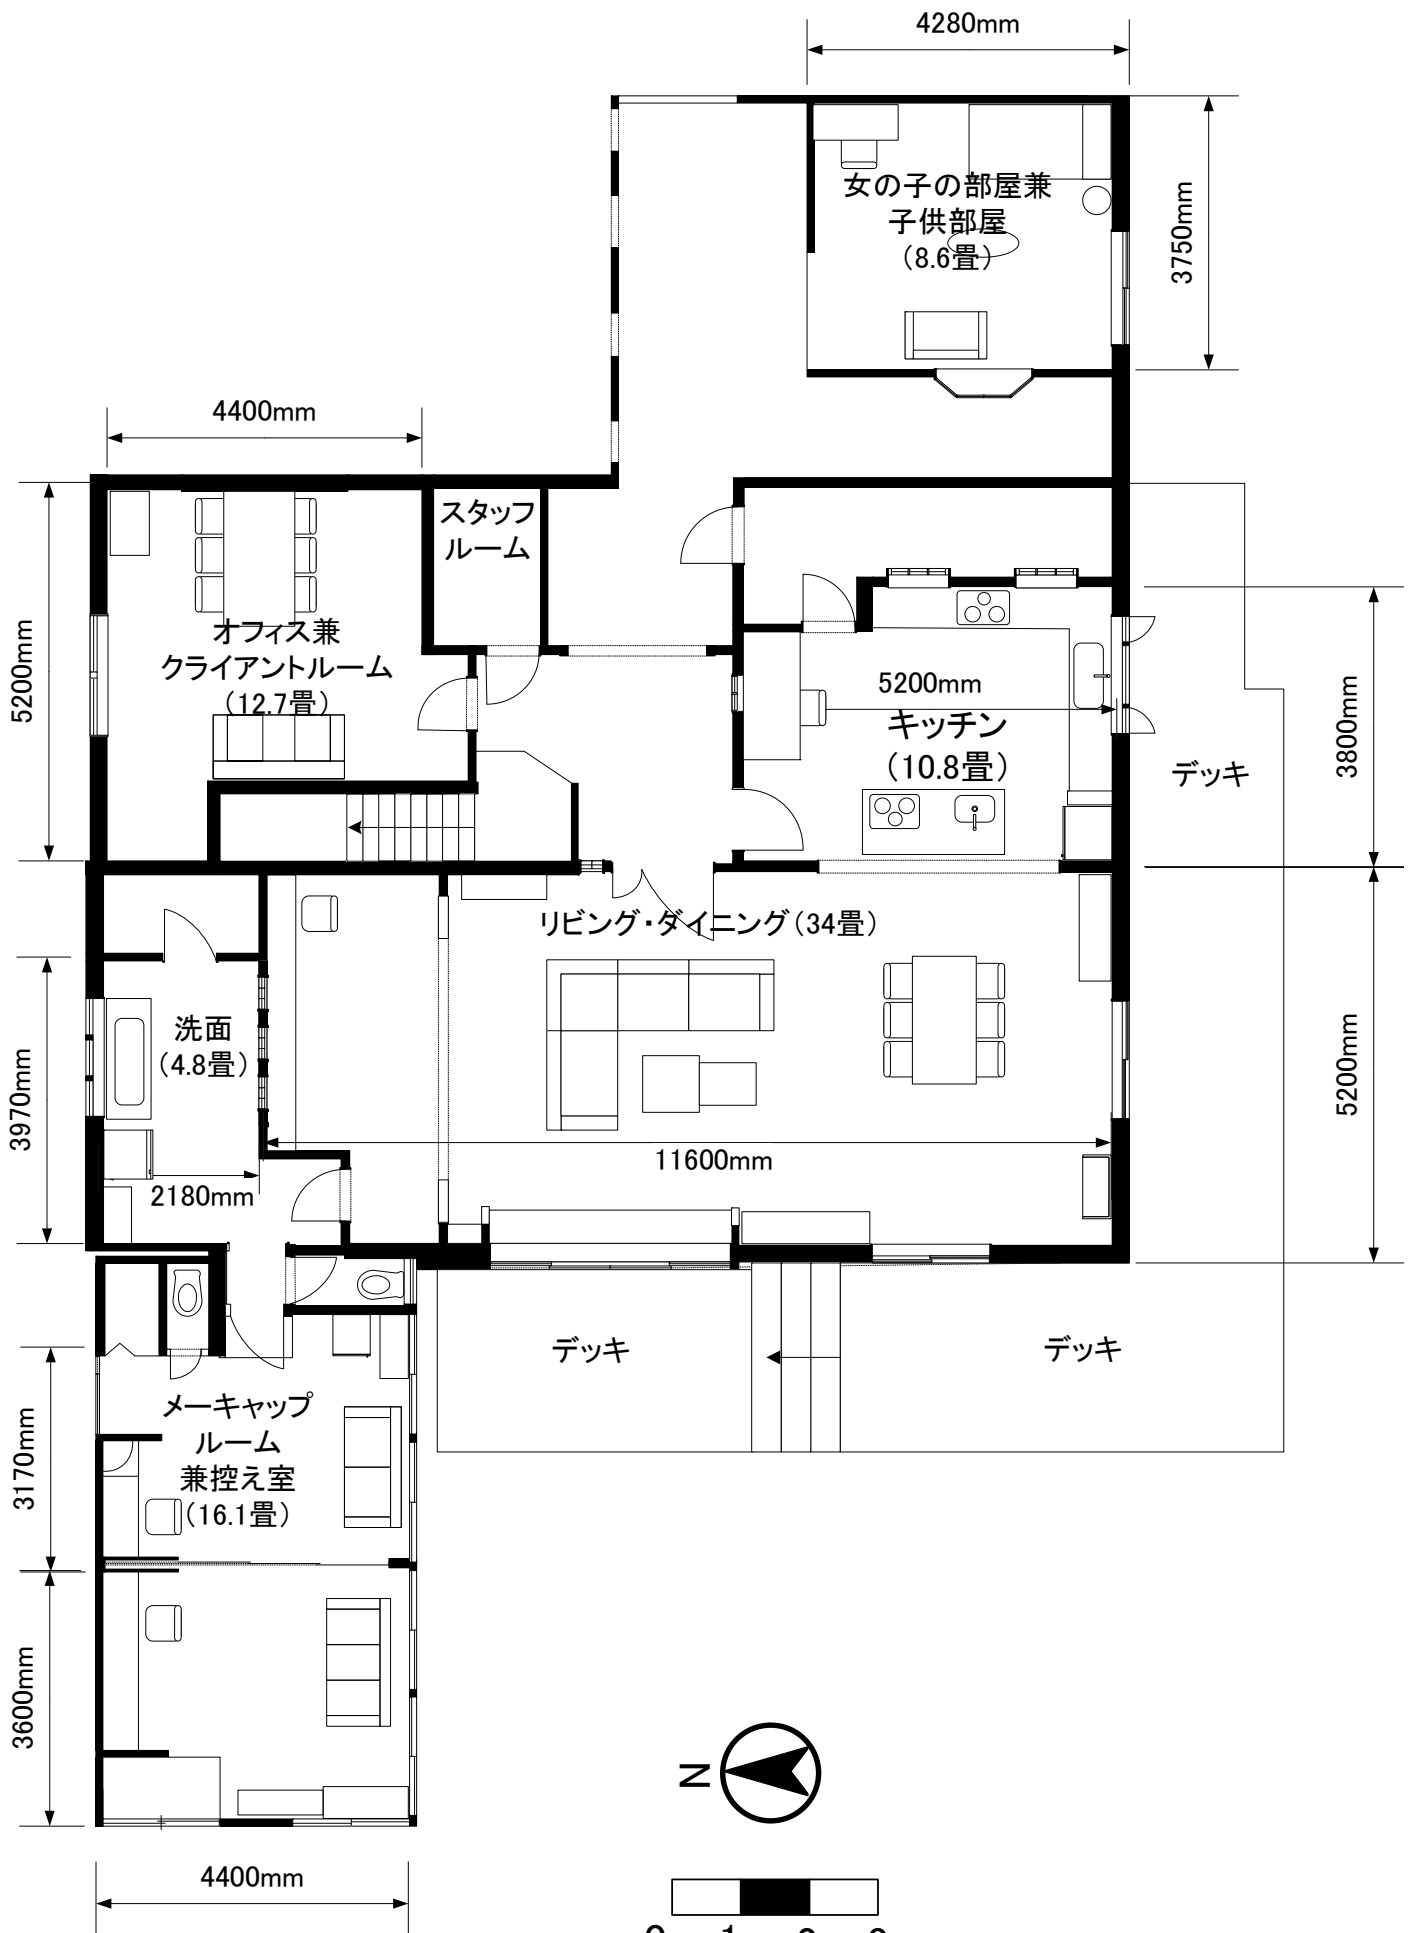 4280mm
女の子の部屋兼
子供部屋
（8.6畳）
3750mm
4400mm
スタッフ
ルーム
オフィス兼
クライアントルーム
（12.7畳）
5200mm
5200mm
キッチン
（10.8畳）
3800mm
デッキ
リビング・ダイニング（34畳）
洗面
（4.8畳）
3970mm
2180mm
11600mm
5200mm
デッキ
デッキ
メーキャップ
ルーム
兼控え室
（16.1畳）
3170mm
3600mm
N
4400mm